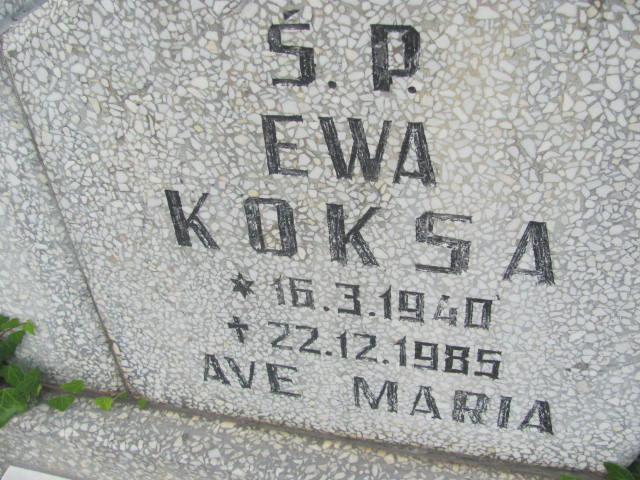 Ś.P.
EWA
KOKSA
* 16.3.1940
✝ 22.12.1985
AVE MARIA